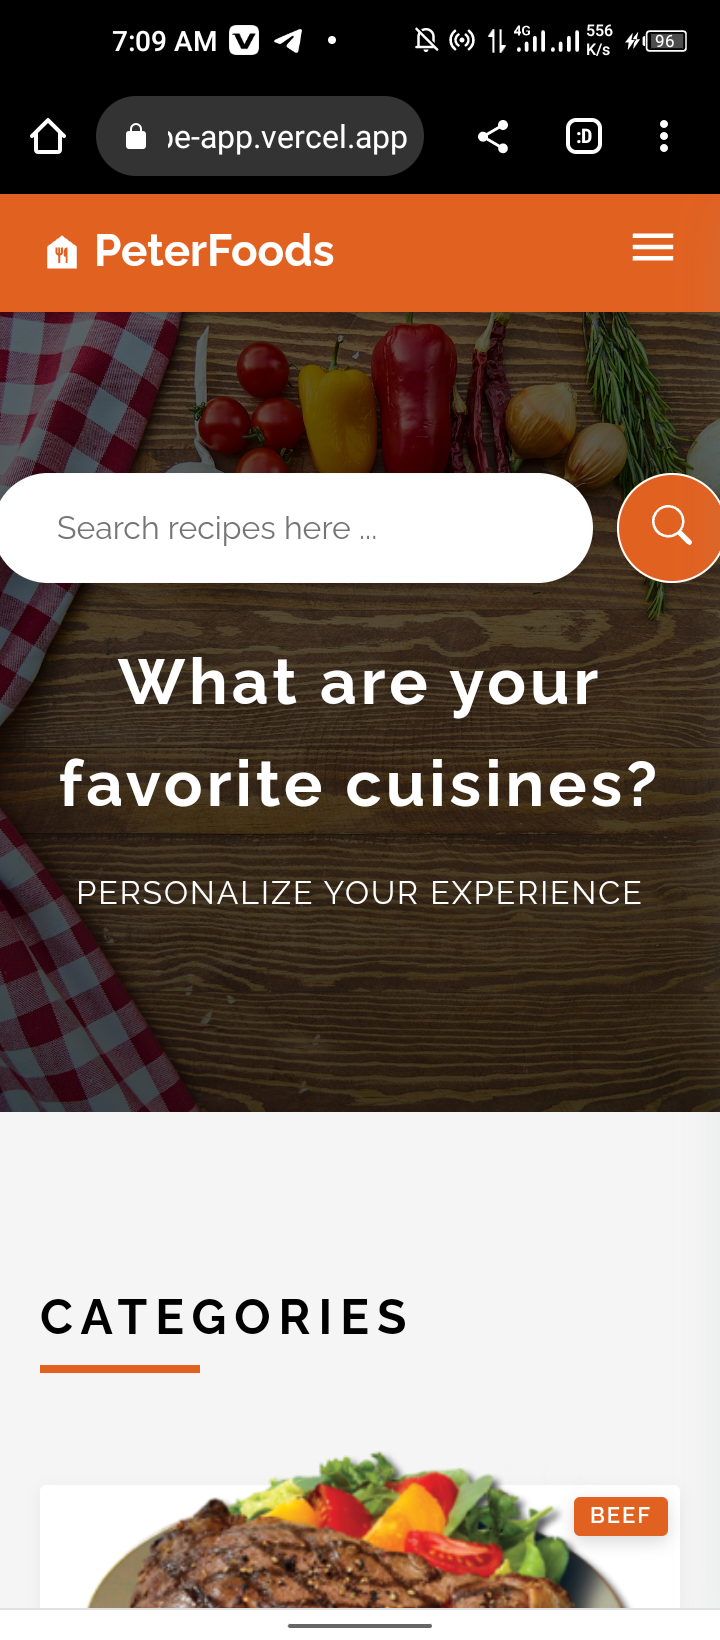 7:09 AM
4G
556
K/s
96
pe-app.vercel.app
:D
PeterFoods
Search recipes here ...
What are your
favorite cuisines?
PERSONALIZE YOUR EXPERIENCE
CATEGORIES
BEEF